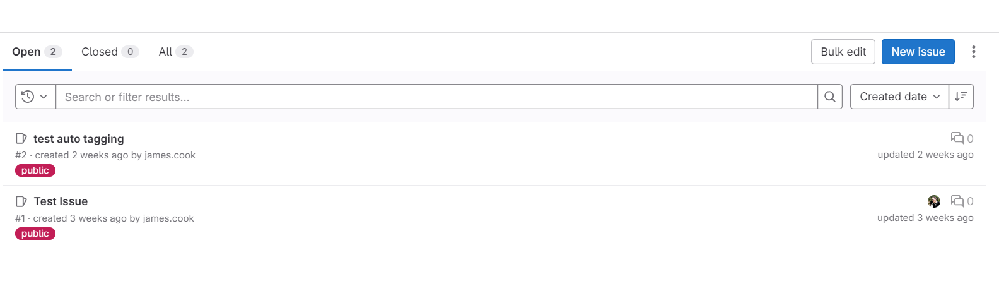 Open 2 Closed 0 All 2 Bulk edit New issue
Search or filter results... Created date
test auto tagging 0
#2 · created 2 weeks ago by james.cook updated 2 weeks ago
public
Test Issue 0
#1 · created 3 weeks ago by james.cook updated 3 weeks ago
public